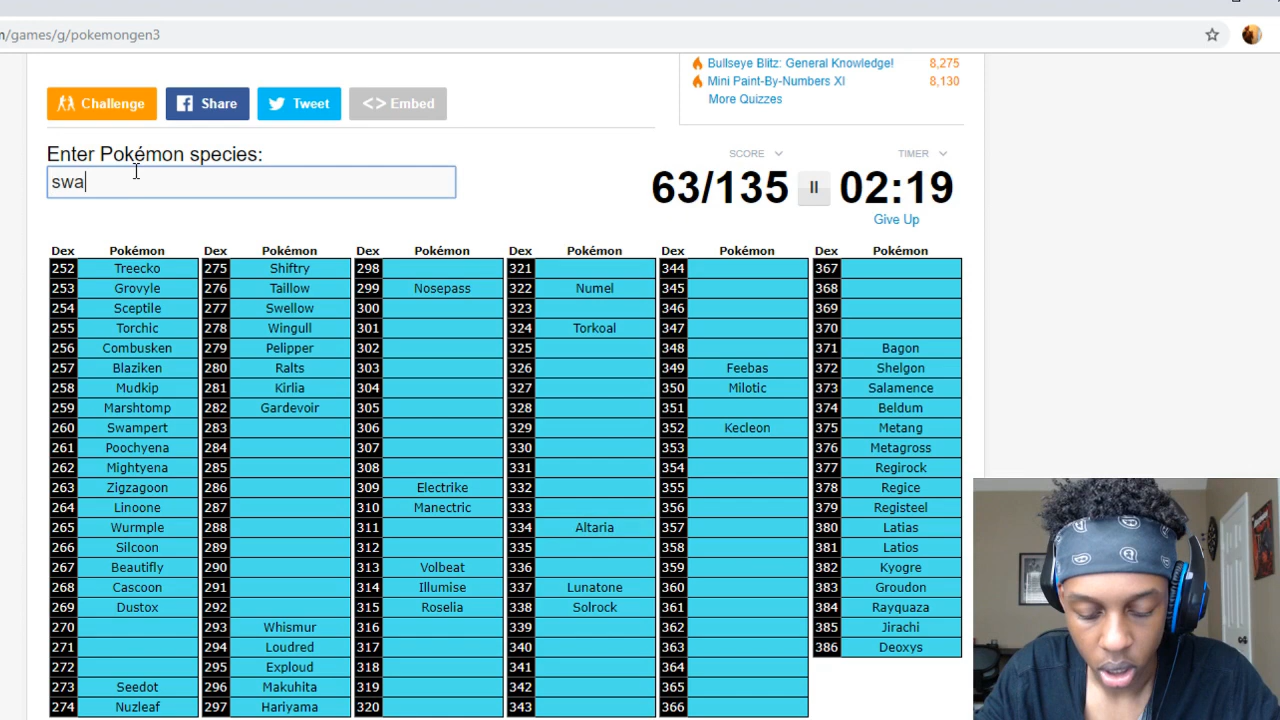 m/games/g/pokemongen3
Bullseye Blitz: General Knowledge! 8,275
Mini Paint-By-Numbers XI 8,130
More Quizzes
Challenge Share Tweet <> Embed
Enter Pokémon species:
swa
SCORE TIMER
63/135 02:19
Give Up
Dex Pokémon Dex Pokémon Dex Pokémon Dex Pokémon Dex Pokémon Dex Pokémon
252 Treecko 275 Shiftry 298 321 344 367
253 Grovyle 276 Taillow 299 Nosepass 322 Numel 345 368
254 Sceptile 277 Swellow 300 323 346 369
255 Torchic 278 Wingull 301 324 Torkoal 347 370
256 Combusken 279 Pelipper 302 325 348 371 Bagon
257 Blaziken 280 Ralts 303 326 349 Feebas 372 Shelgon
258 Mudkip 281 Kirlia 304 327 350 Milotic 373 Salamence
259 Marshtomp 282 Gardevoir 305 328 351 374 Beldum
260 Swampert 283 306 329 352 Kecleon 375 Metang
261 Poochyena 284 307 330 353 376 Metagross
262 Mightyena 285 308 331 354 377 Regirock
263 Zigzagoon 286 309 Electrike 332 355 378 Regice
264 Linoone 287 310 Manectric 333 356 379 Registeel
265 Wurmple 288 311 334 Altaria 357 380 Latias
266 Silcoon 289 312 335 358 381 Latios
267 Beautifly 290 313 Volbeat 336 359 382 Kyogre
268 Cascoon 291 314 Illumise 337 Lunatone 360 383 Groudon
269 Dustox 292 315 Roselia 338 Solrock 361 384 Rayquaza
270 293 Whismur 316 339 362 385 Jirachi
271 294 Loudred 317 340 363 386 Deoxys
272 295 Exploud 318 341 364
273 Seedot 296 Makuhita 319 342 365
274 Nuzleaf 297 Hariyama 320 343 366